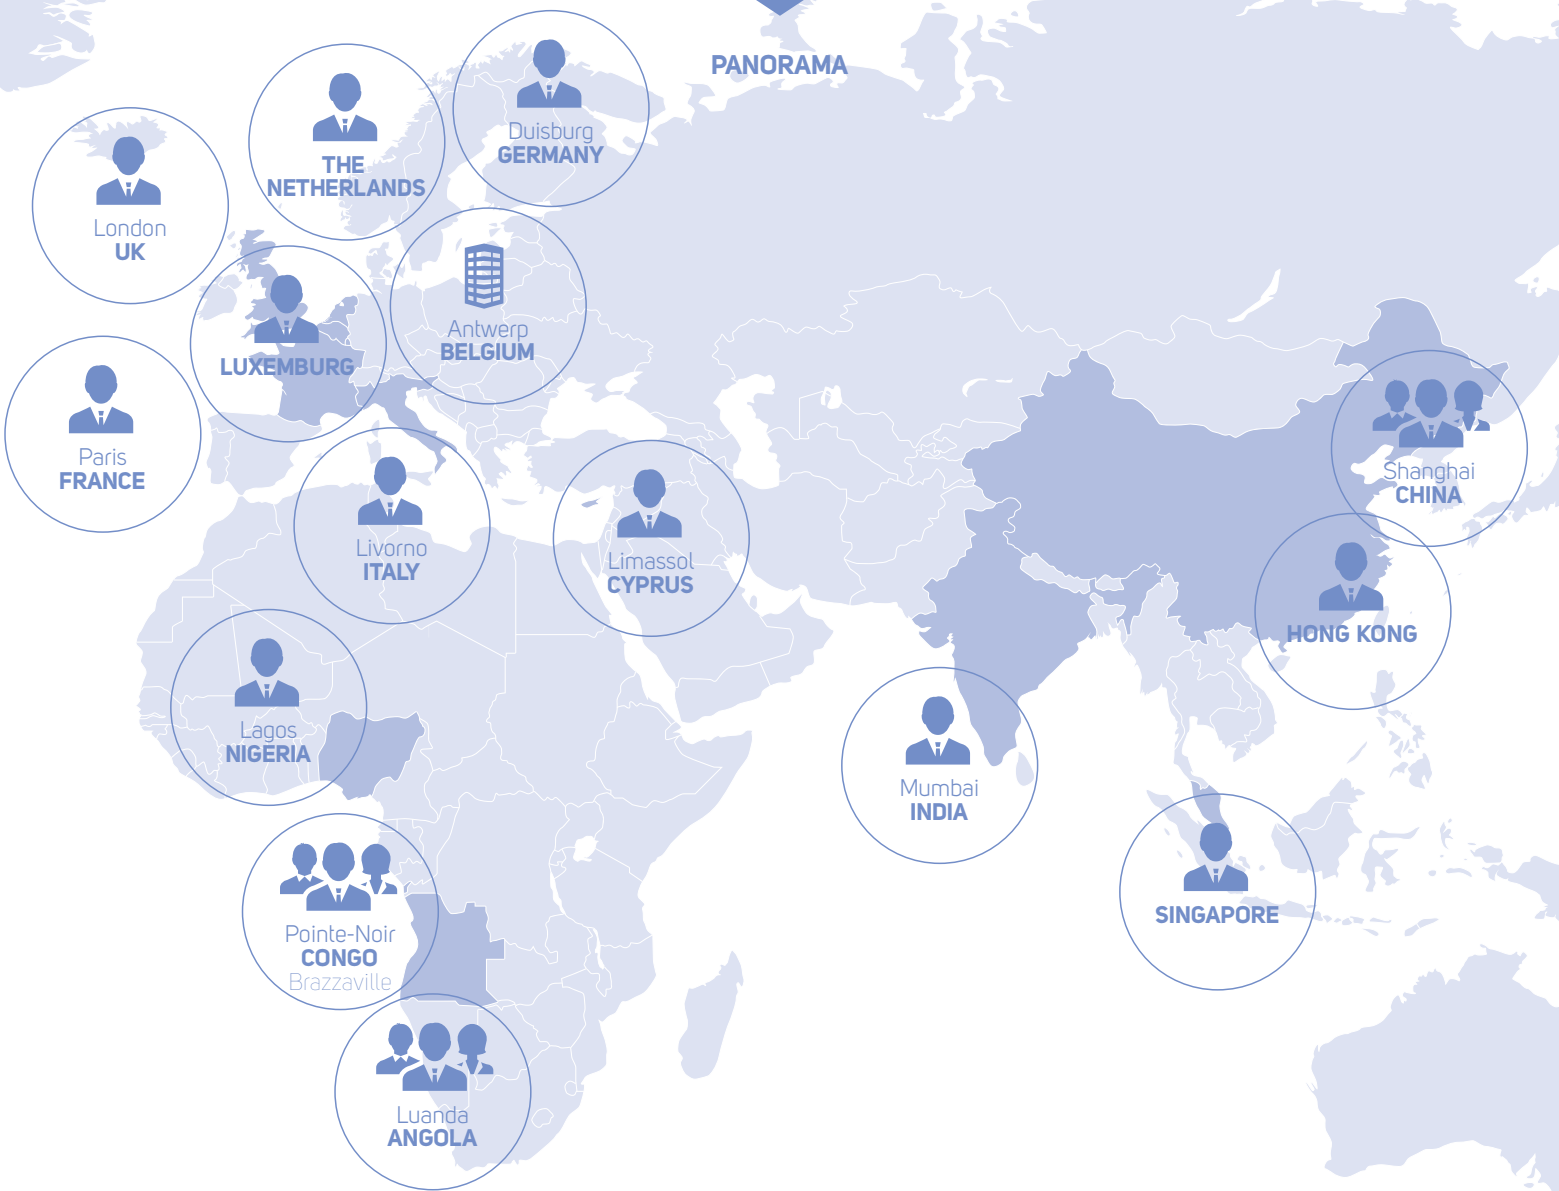 PANORAMA
THE
NETHERLANDS
Duisburg
GERMANY
London
UK
LUXEMBURG
Antwerp
BELGIUM
Paris
FRANCE
Livorno
ITALY
Limassol
CYPRUS
Shanghai
CHINA
HONG KONG
Lagos
NIGERIA
Mumbai
INDIA
SINGAPORE
Pointe-Noir
CONGO
Brazzaville
Luanda
ANGOLA